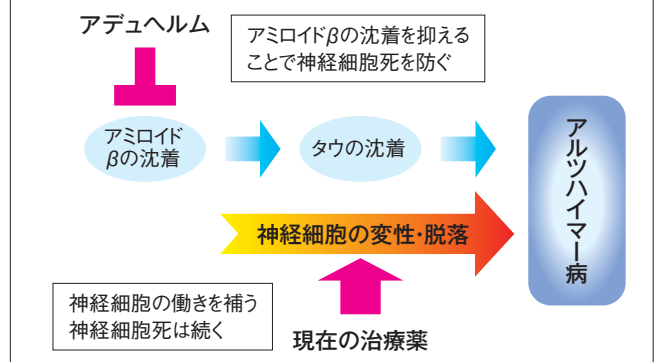 アデュヘルム
アミロイドβの沈着を抑える
ことで神経細胞死を防ぐ
アミロイド
βの沈着
タウの沈着
アルツハイマー病
神経細胞の変性・脱落
神経細胞の働きを補う
神経細胞死は続く
現在の治療薬